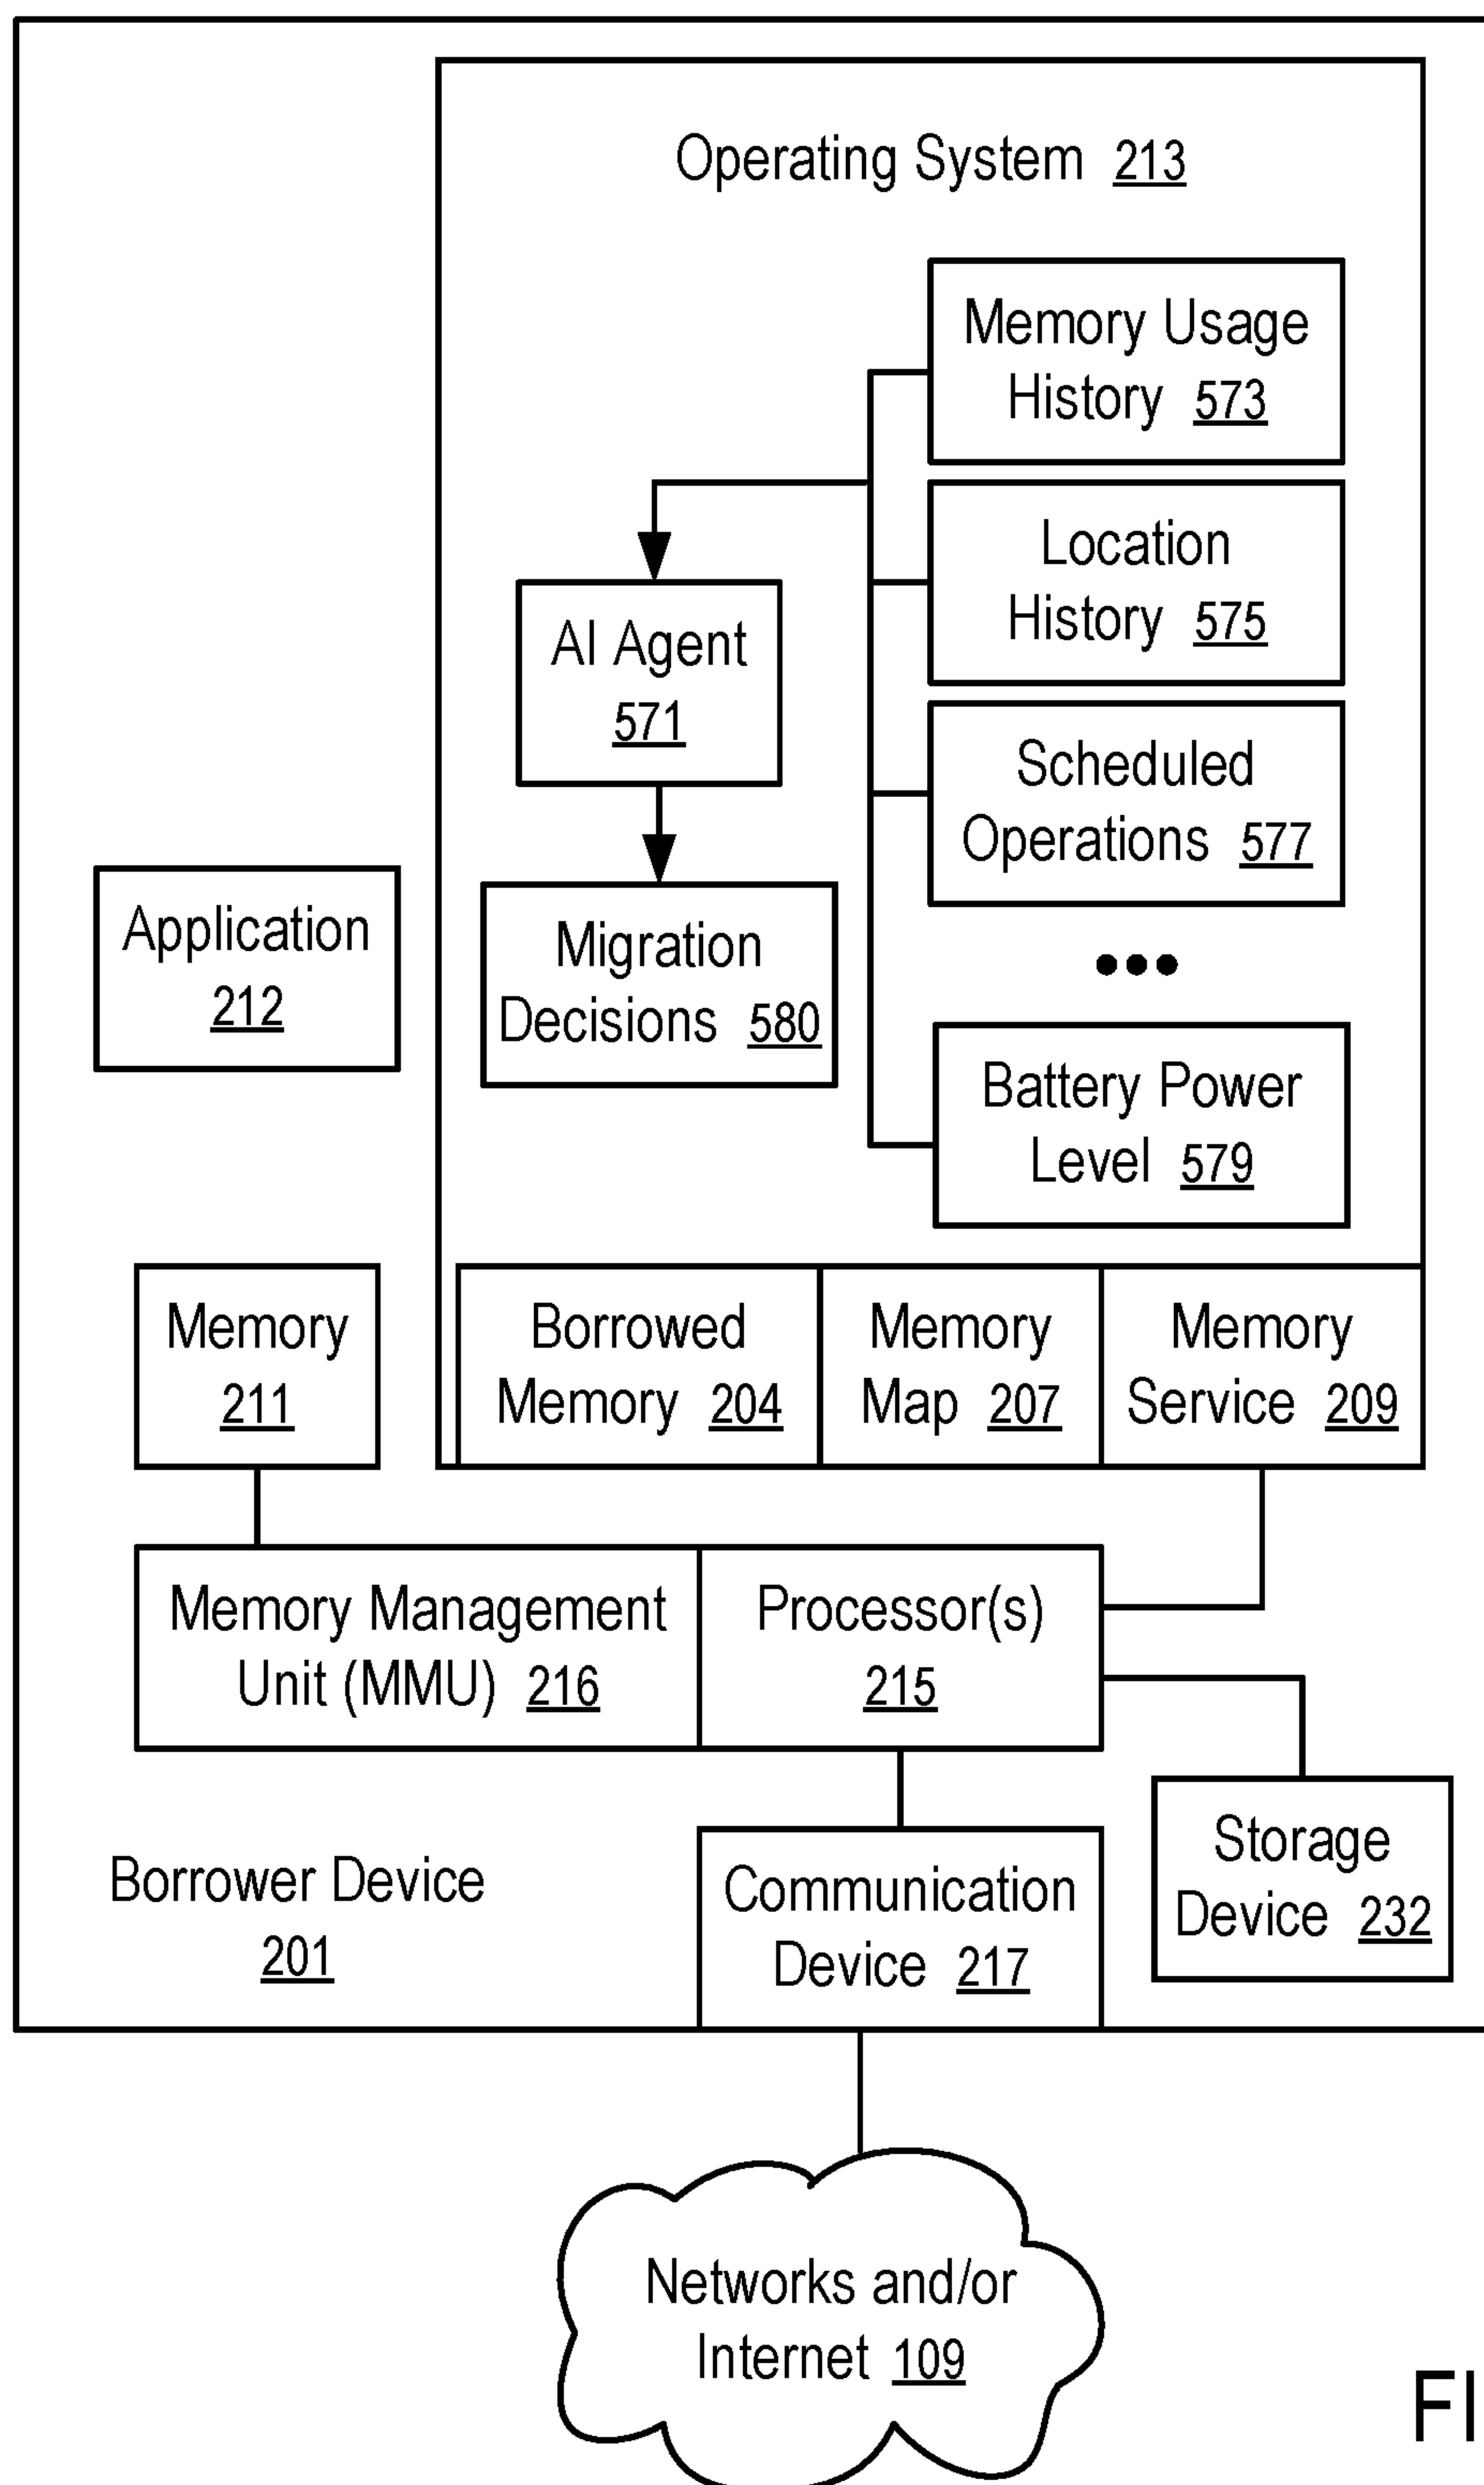 Operating System 213
Memory Usage
History 573
Location
History 575
AI Agent
571
Scheduled
Operations 577
Application
212
Migration
Decisions 580
•••
Battery Power
Level 579
Memory
211
Borrowed
Memory 204
Memory
Map 207
Memory
Service 209
Memory Management
Unit (MMU) 216
Processor(s)
215
Borrower Device
201
Communication
Device 217
Storage
Device 232
Networks and/or
Internet 109
FI